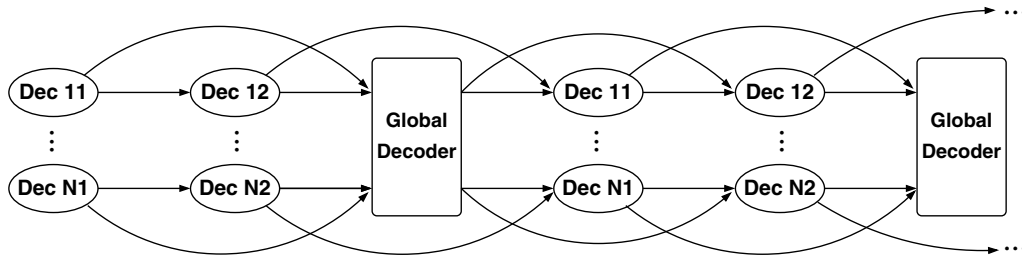 ..
Dec 11 Dec 12 Dec 11 Dec 12
Global Decoder Global Decoder
⋮ ⋮ ⋮ ⋮
Dec N1 Dec N2 Dec N1 Dec N2
..